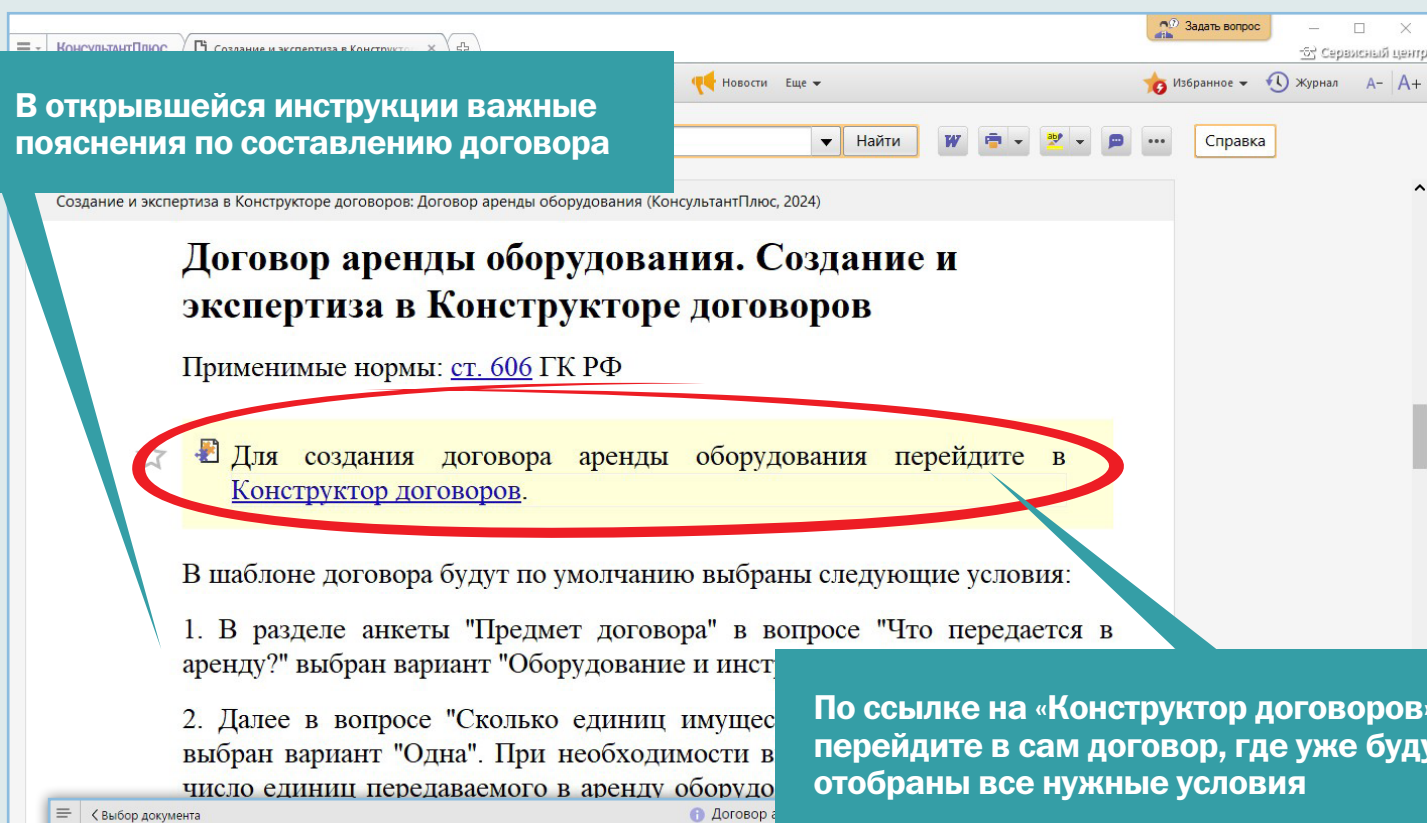 Задать вопрос
КонсультантПлюс Создание и экспертиза в Конструкто
Сервисный центр
Новости Еще Избранное Журнал A- A+
В открывшейся инструкции важные
пояснения по составлению договора
Найти W ab Справка
Создание и экспертиза в Конструкторе договоров: Договор аренды оборудования (КонсультантПлюс, 2024)
Договор аренды оборудования. Создание и
экспертиза в Конструкторе договоров
Применимые нормы: ст. 606 ГК РФ
Для создания договора аренды оборудования перейдите в
Конструктор договоров.
В шаблоне договора будут по умолчанию выбраны следующие условия:
1. В разделе анкеты "Предмет договора" в вопросе "Что передается в
аренду?" выбран вариант "Оборудование и инст
2. Далее в вопросе "Сколько единиц имущес
выбран вариант "Одна". При необходимости в
число единиц передаваемого в аренду оборудо
По ссылке на «Конструктор договоров»
перейдите в сам договор, где уже буду
отобраны все нужные условия
Выбор документа Договор а